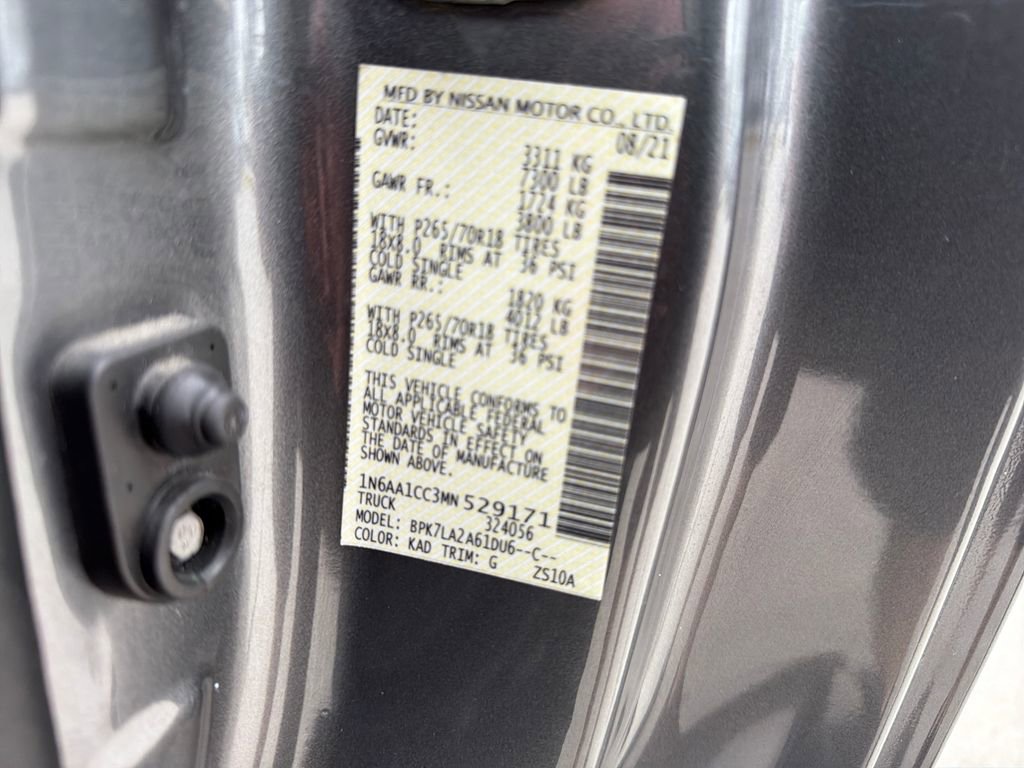 MFD BY NISSAN MOTOR CO., LTD.
DATE: 08/21
GVWR: 3311 KG
7300 LB
GAWR FR.: 1724 KG
3800 LB
WITH P265/70R18 TIRES
18X8.0 RIMS AT 36 PSI
COLD SINGLE
GAWR RR.: 1820 KG
4012 LB
WITH P265/70R18 TIRES
18X8.0 RIMS AT 36 PSI
COLD SINGLE
THIS VEHICLE CONFORMS TO
ALL APPLICABLE FEDERAL
MOTOR VEHICLE SAFETY
STANDARDS IN EFFECT ON
THE DATE OF MANUFACTURE
SHOWN ABOVE.
1N6AA1CC3MN529171
TRUCK 324056
MODEL: BPK7LA2A61DU6--C--
COLOR: KAD TRIM: G ZS10A